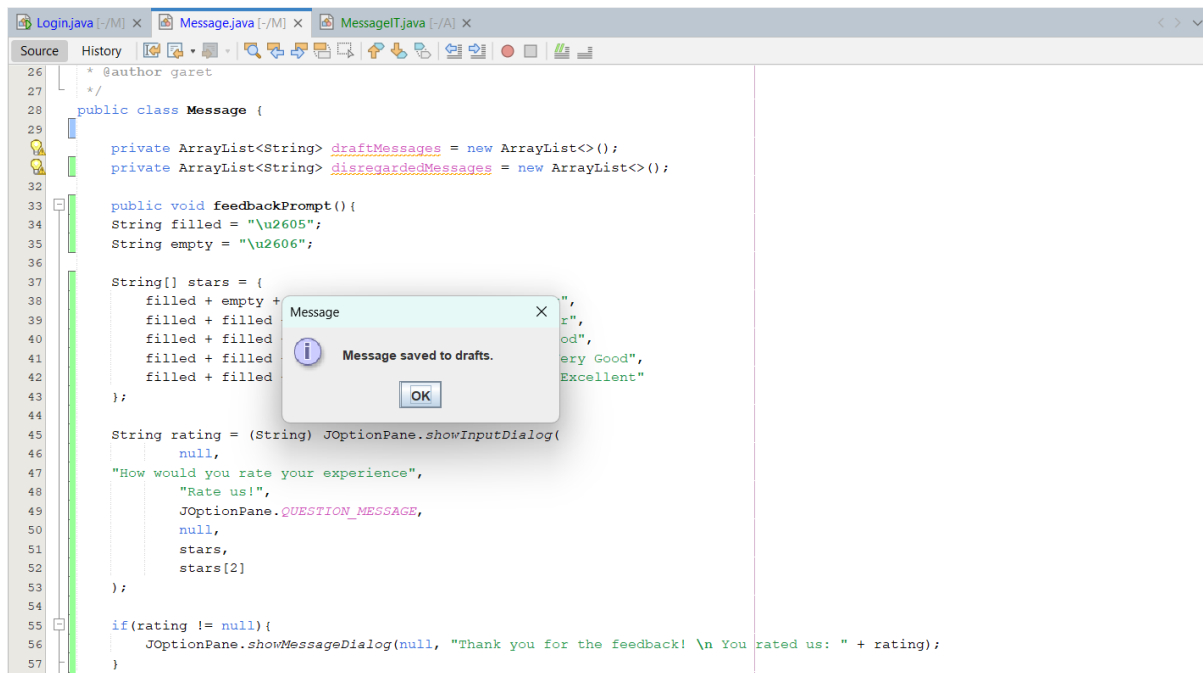 Login.java [-/M] Message.java [-/M] MessageIT.java [-/A]
Source History
26 * @author garet
27 */
28 public class Message {
29
private ArrayList<String> draftMessages = new ArrayList<>();
private ArrayList<String> disregardedMessages = new ArrayList<>();
32
33 public void feedbackPrompt(){
34 String filled = "\u2605";
35 String empty = "\u2606";
36
37 String[] stars = {
38 filled + empty + ",
39 filled + filled r",
40 filled + filled od",
41 filled + filled ery Good",
42 filled + filled Excellent"
43 };
44
45 String rating = (String) JOptionPane.showInputDialog(
46 null,
47 "How would you rate your experience",
48 "Rate us!",
49 JOptionPane.QUESTION_MESSAGE,
50 null,
51 stars,
52 stars[2]
53 );
54
55 if(rating != null){
56 JOptionPane.showMessageDialog(null, "Thank you for the feedback! \n You rated us: " + rating);
57 }
Message
Message saved to drafts.
OK